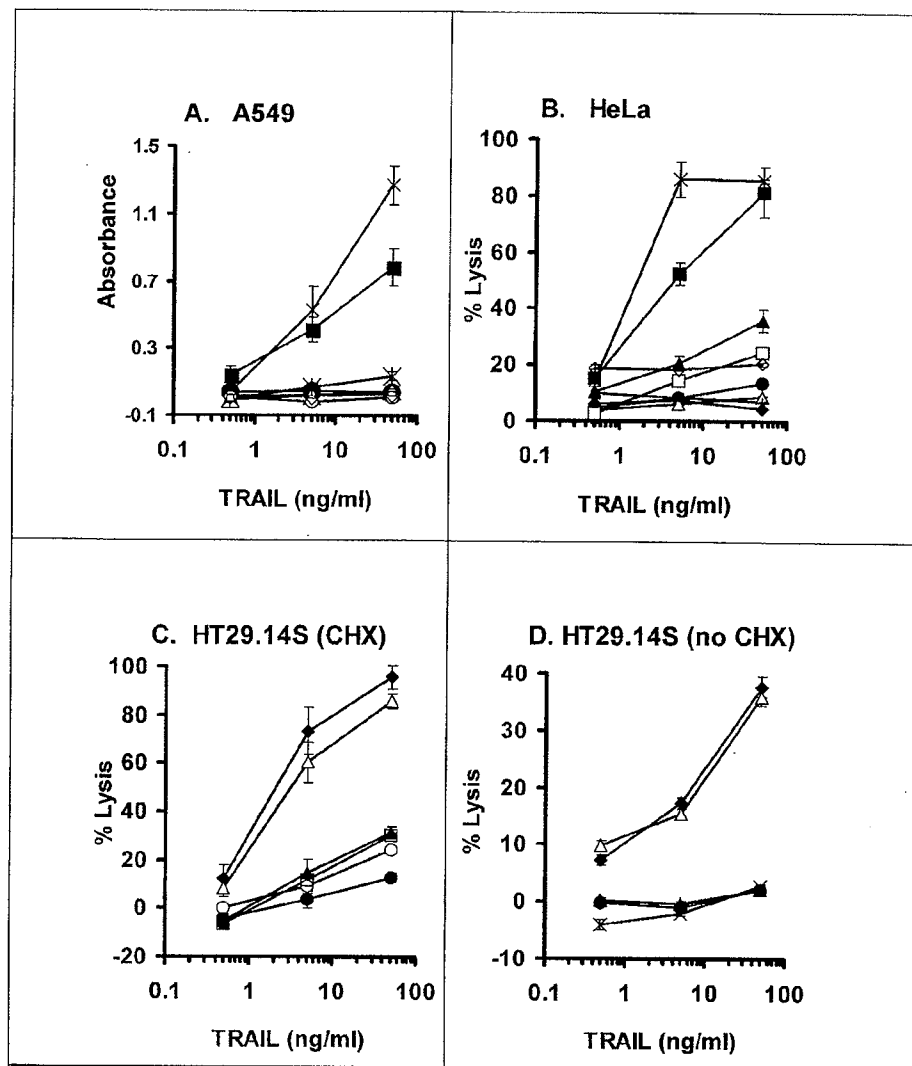 A. A549
1.5
1.1
0.7
0.3
-0.1
Absorbance
0.1 1 10 100
TRAIL (ng/ml)
B. HeLa
100
80
60
40
20
0
% Lysis
0.1 1 10 100
TRAIL (ng/ml)
C. HT29.14S (CHX)
100
80
60
40
20
0
-20
% Lysis
0.1 1 10 100
TRAIL (ng/ml)
D. HT29.14S (no CHX)
40
30
20
10
0
-10
% Lysis
0.1 1 10 100
TRAIL (ng/ml)